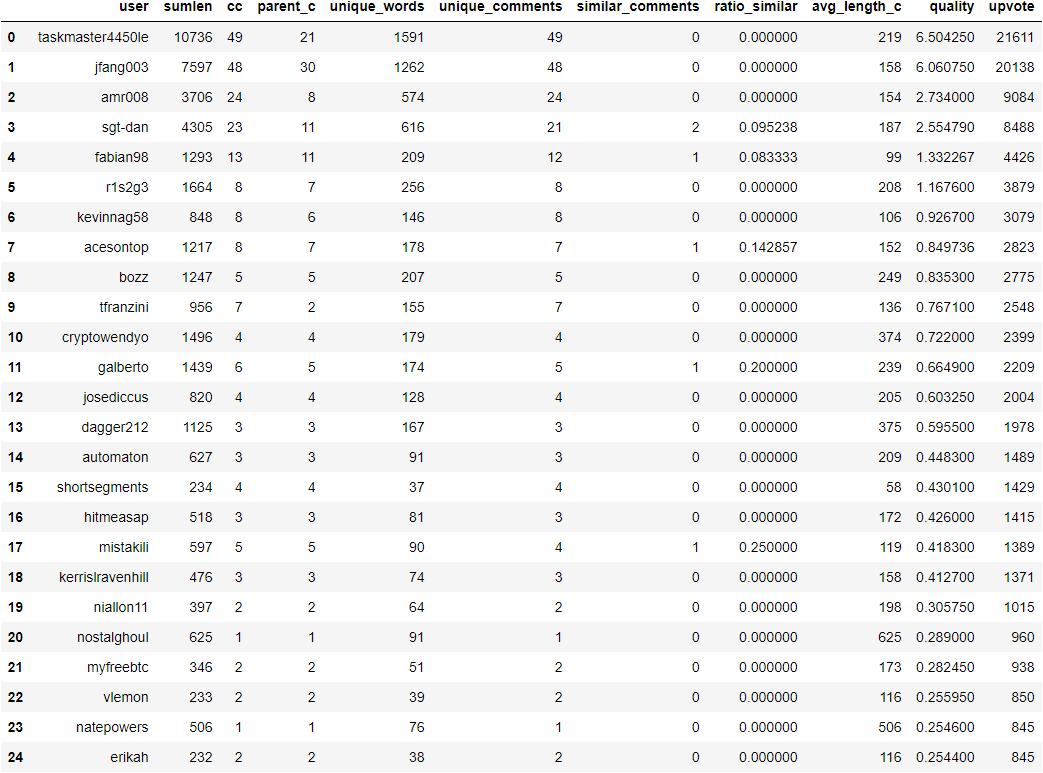 user sumlen cc parent_c unique_words unique_comments similar_comments ratio_similar avg_length_c quality upvote
0 taskmaster4450le 10736 49 21 1591 49 0 0.000000 219 6.504250 21611
1 jfang003 7597 48 30 1262 48 0 0.000000 158 6.060750 20138
2 amr008 3706 24 8 574 24 0 0.000000 154 2.734000 9084
3 sgt-dan 4305 23 11 616 21 2 0.095238 187 2.554790 8488
4 fabian98 1293 13 11 209 12 1 0.083333 99 1.332267 4426
5 r1s2g3 1664 8 7 256 8 0 0.000000 208 1.167600 3879
6 kevinnag58 848 8 6 146 8 0 0.000000 106 0.926700 3079
7 acesontop 1217 8 7 178 7 1 0.142857 152 0.849736 2823
8 bozz 1247 5 5 207 5 0 0.000000 249 0.835300 2775
9 tfranzini 956 7 2 155 7 0 0.000000 136 0.767100 2548
10 cryptowendyo 1496 4 4 179 4 0 0.000000 374 0.722000 2399
11 galberto 1439 6 5 174 5 1 0.200000 239 0.664900 2209
12 josediccus 820 4 4 128 4 0 0.000000 205 0.603250 2004
13 dagger212 1125 3 3 167 3 0 0.000000 375 0.595500 1978
14 automaton 627 3 3 91 3 0 0.000000 209 0.448300 1489
15 shortsegments 234 4 4 37 4 0 0.000000 58 0.430100 1429
16 hitmeasap 518 3 3 81 3 0 0.000000 172 0.426000 1415
17 mistakili 597 5 5 90 4 1 0.250000 119 0.418300 1389
18 kerrislravenhill 476 3 3 74 3 0 0.000000 158 0.412700 1371
19 niallon11 397 2 2 64 2 0 0.000000 198 0.305750 1015
20 nostalghoul 625 1 1 91 1 0 0.000000 625 0.289000 960
21 myfreebtc 346 2 2 51 2 0 0.000000 173 0.282450 938
22 vlemon 233 2 2 39 2 0 0.000000 116 0.255950 850
23 natepowers 506 1 1 76 1 0 0.000000 506 0.254600 845
24 erikah 232 2 2 38 2 0 0.000000 116 0.254400 845